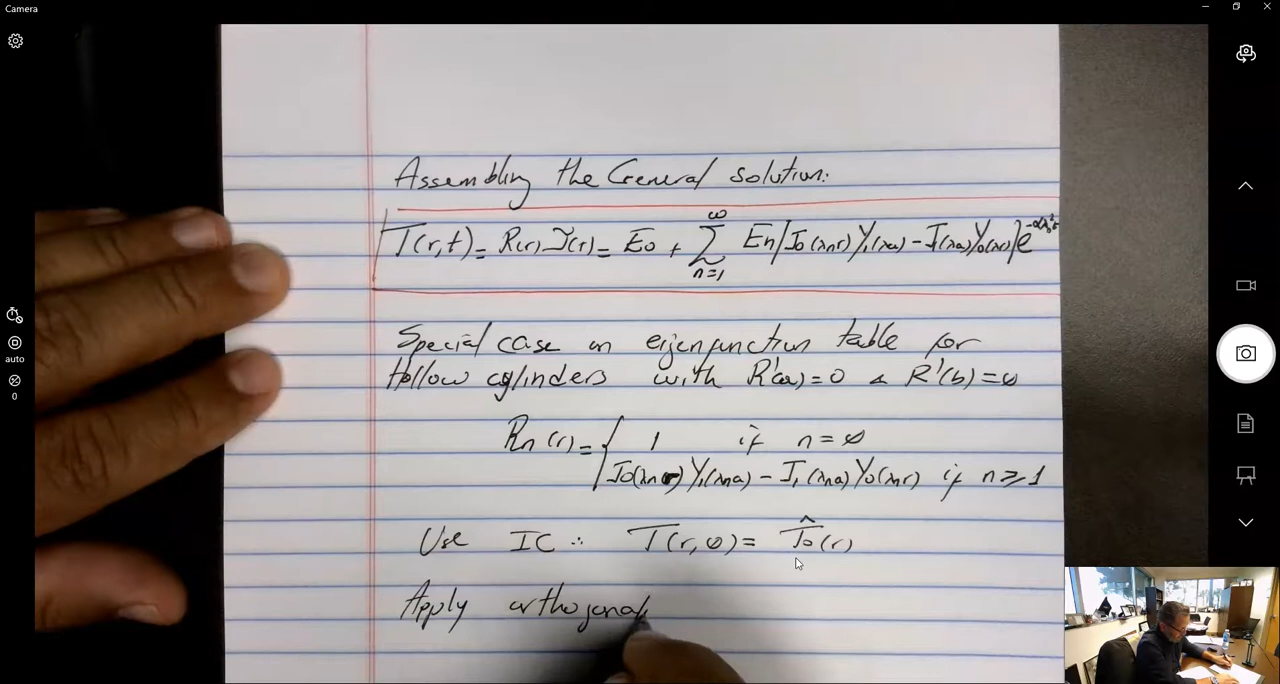 Camera
Assembling the General solution:
T(r,t) = R(r) T(r) = E0 + ∑_{n=1}^{∞} En[J0(λnr)Y1(λna) - J1(λna)Y0(λnr)]e^{-αλn²t}
Special case on eigenfunction table for
Hollow cylinders with R'(a)=0 & R'(b)=0
Rn(r) = { 1 if n = 0
J0(λnr)Y1(λna) - J1(λna)Y0(λnr) if n ≥ 1
Use IC ∴ T(r,0) = T̂0(r)
Apply orthogonal
auto
0